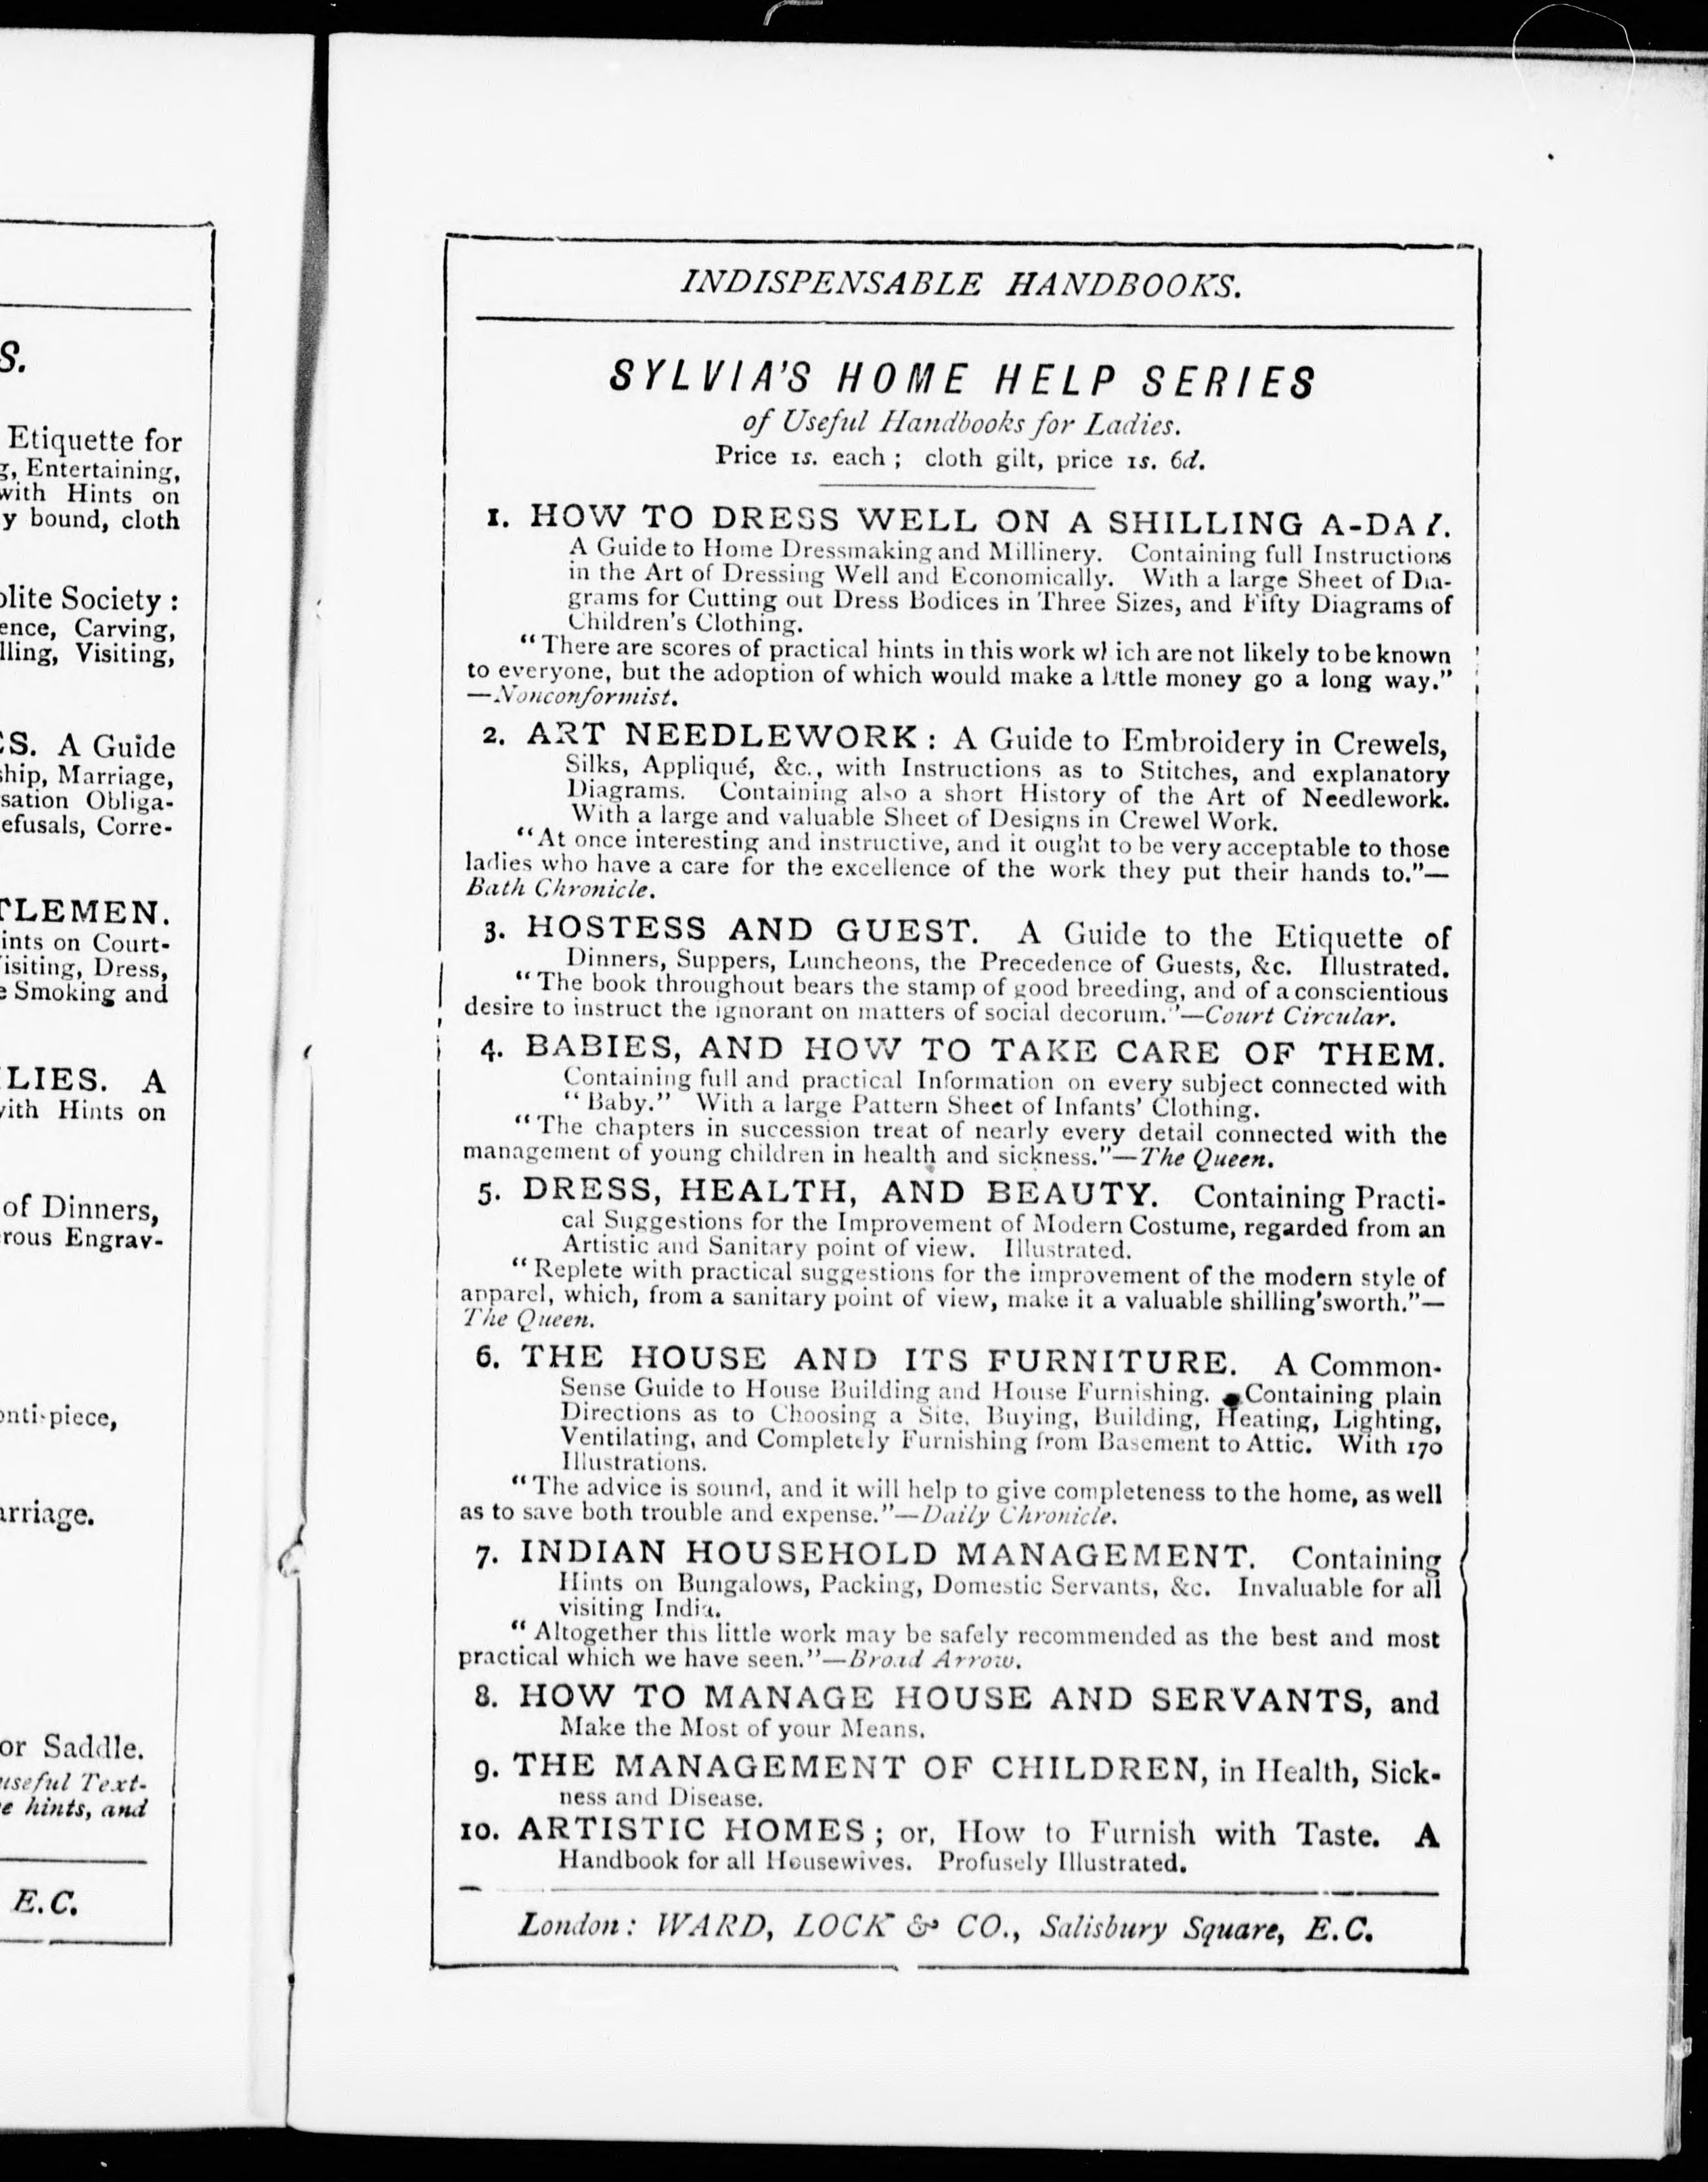 S.
Etiquette for
g, Entertaining,
with Hints on
y bound, cloth
olite Society :
ence, Carving,
lling, Visiting,
ES. A Guide
ship, Marriage,
sation Obliga-
efusals, Corre-
TLEMEN.
ints on Court-
isiting, Dress,
e Smoking and
LIES. A
with Hints on
of Dinners,
rous Engrav-
onti-piece,
arriage.
or Saddle.
useful Text-
e hints, and
E.C.
INDISPENSABLE HANDBOOKS.
SYLVIA'S HOME HELP SERIES
of Useful Handbooks for Ladies.
Price 1s. each ; cloth gilt, price 1s. 6d.
1. HOW TO DRESS WELL ON A SHILLING A-DAY.
A Guide to Home Dressmaking and Millinery. Containing full Instructions
in the Art of Dressing Well and Economically. With a large Sheet of Dia-
grams for Cutting out Dress Bodices in Three Sizes, and Fifty Diagrams of
Children's Clothing.
"There are scores of practical hints in this work which are not likely to be known
to everyone, but the adoption of which would make a little money go a long way."
—Nonconformist.
2. ART NEEDLEWORK : A Guide to Embroidery in Crewels,
Silks, Appliqué, &c., with Instructions as to Stitches, and explanatory
Diagrams. Containing also a short History of the Art of Needlework.
With a large and valuable Sheet of Designs in Crewel Work.
"At once interesting and instructive, and it ought to be very acceptable to those
ladies who have a care for the excellence of the work they put their hands to."—
Bath Chronicle.
3. HOSTESS AND GUEST. A Guide to the Etiquette of
Dinners, Suppers, Luncheons, the Precedence of Guests, &c. Illustrated.
"The book throughout bears the stamp of good breeding, and of a conscientious
desire to instruct the ignorant on matters of social decorum."—Court Circular.
4. BABIES, AND HOW TO TAKE CARE OF THEM.
Containing full and practical Information on every subject connected with
"Baby." With a large Pattern Sheet of Infants' Clothing.
"The chapters in succession treat of nearly every detail connected with the
management of young children in health and sickness."—The Queen.
5. DRESS, HEALTH, AND BEAUTY. Containing Practi-
cal Suggestions for the Improvement of Modern Costume, regarded from an
Artistic and Sanitary point of view. Illustrated.
"Replete with practical suggestions for the improvement of the modern style of
apparel, which, from a sanitary point of view, make it a valuable shilling'sworth."—
The Queen.
6. THE HOUSE AND ITS FURNITURE. A Common-
Sense Guide to House Building and House Furnishing. Containing plain
Directions as to Choosing a Site, Buying, Building, Heating, Lighting,
Ventilating, and Completely Furnishing from Basement to Attic. With 170
Illustrations.
"The advice is sound, and it will help to give completeness to the home, as well
as to save both trouble and expense."—Daily Chronicle.
7. INDIAN HOUSEHOLD MANAGEMENT. Containing
Hints on Bungalows, Packing, Domestic Servants, &c. Invaluable for all
visiting India.
"Altogether this little work may be safely recommended as the best and most
practical which we have seen."—Broad Arrow.
8. HOW TO MANAGE HOUSE AND SERVANTS, and
Make the Most of your Means.
9. THE MANAGEMENT OF CHILDREN, in Health, Sick-
ness and Disease.
10. ARTISTIC HOMES ; or, How to Furnish with Taste. A
Handbook for all Housewives. Profusely Illustrated.
London: WARD, LOCK & CO., Salisbury Square, E.C.